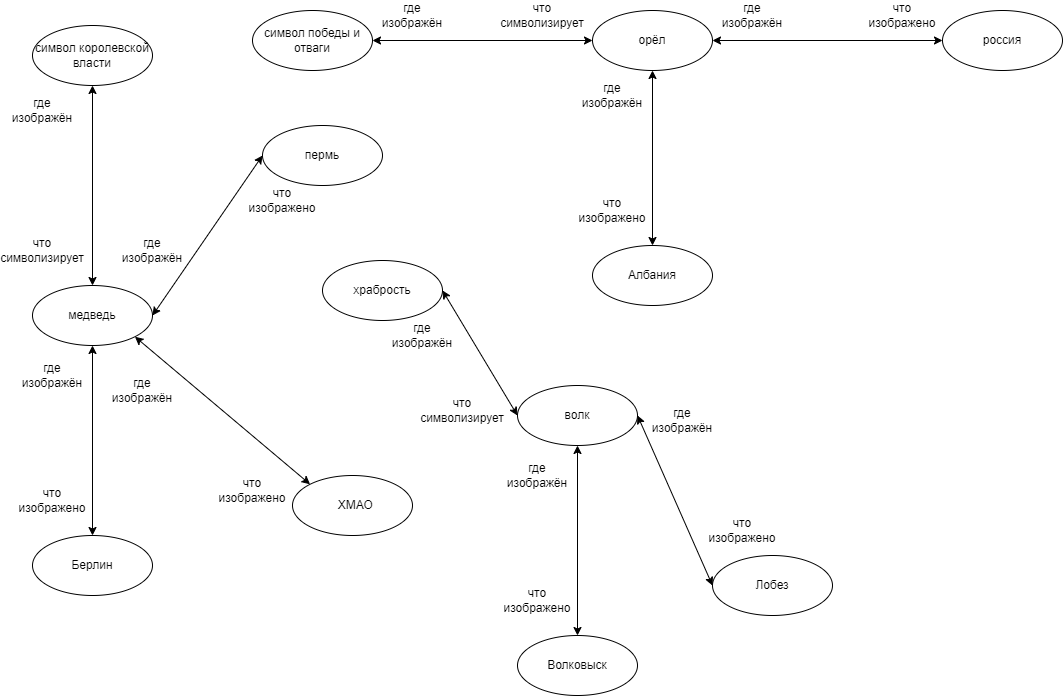 где
изображён
что
символизирует
где
изображён
что
изображено
символ королевской
власти
символ победы и
отваги
орёл
россия
где
изображён
где
изображён
пермь
что
изображено
что
изображено
что
символизирует
где
изображён
Албания
храбрость
медведь
где
изображён
где
изображён
где
изображён
что
символизирует
волк
где
изображён
где
изображён
что
изображено
что
изображено
ХМАО
что
изображено
Берлин
Лобез
что
изображено
Волковыск